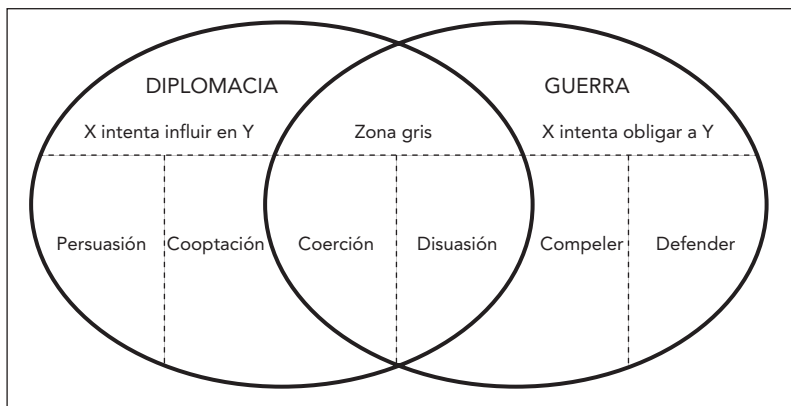 DIPLOMACIA GUERRA
X intenta influir en Y Zona gris X intenta obligar a Y
Persuasión Cooptación Coerción Disuasión Compeler Defender